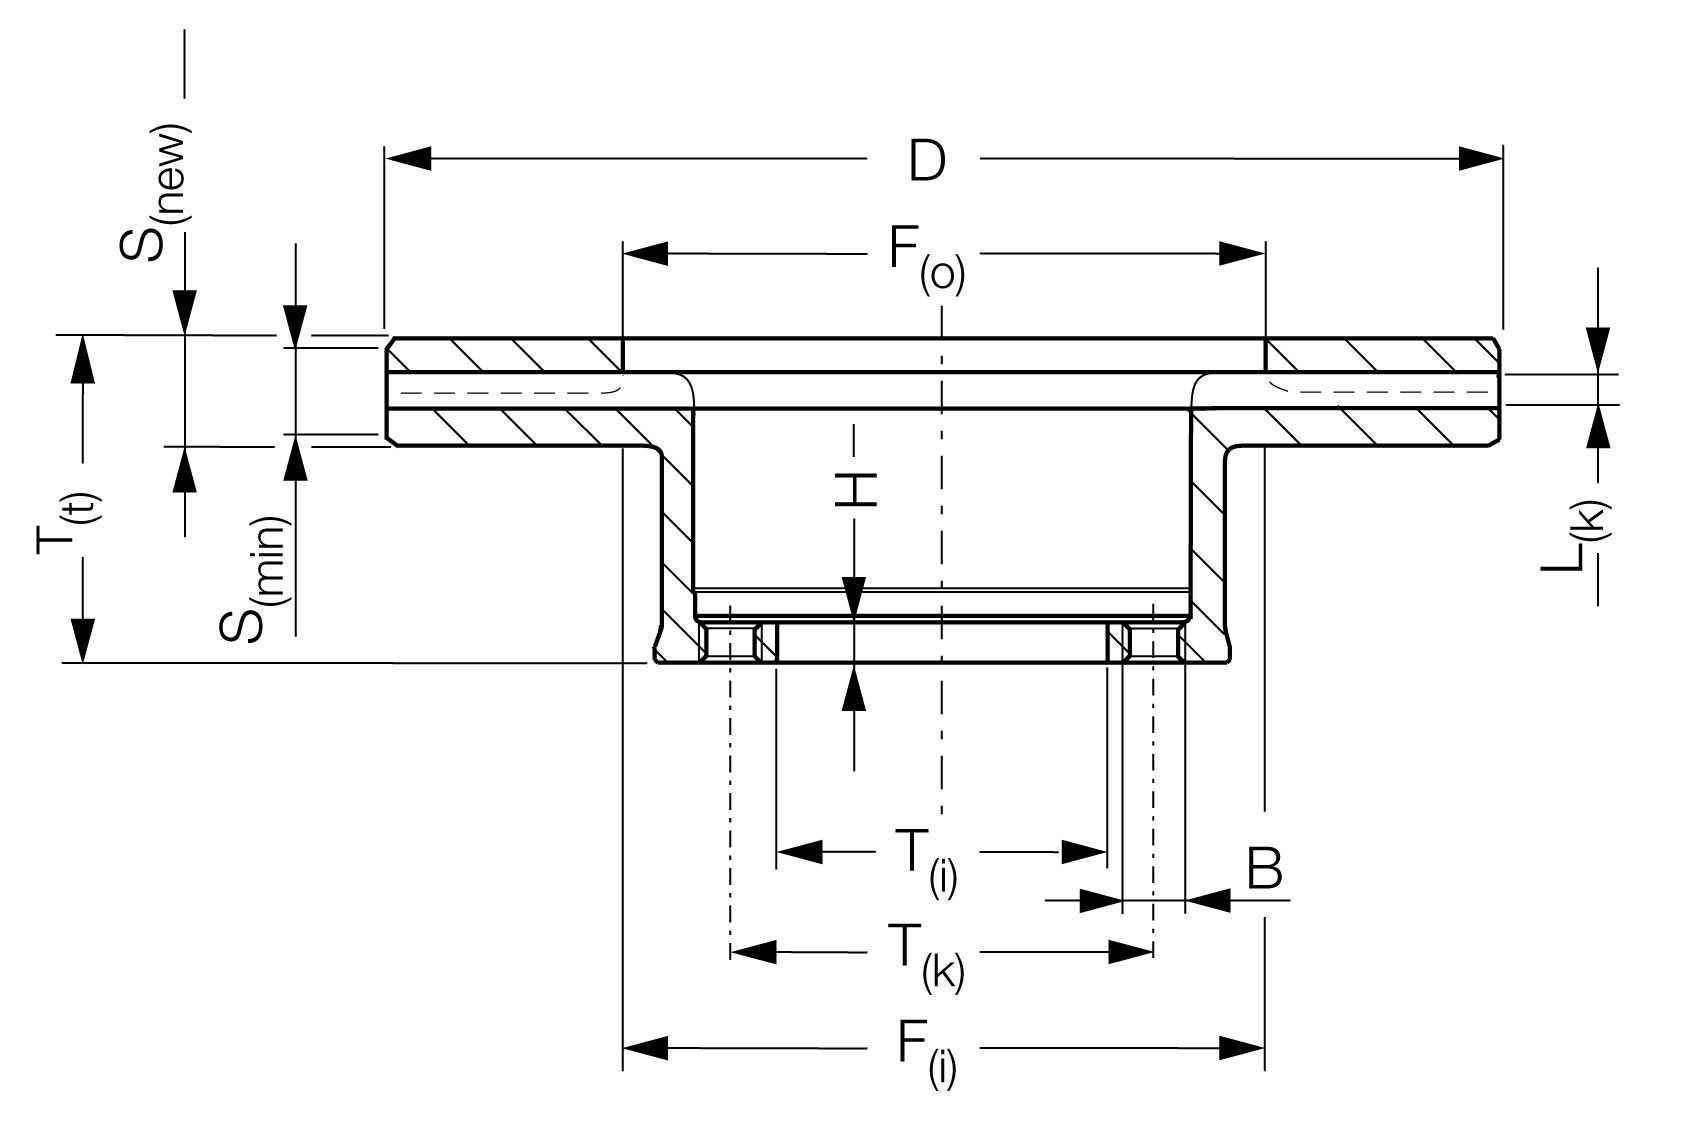 S(new)
D
F(o)
T(t)
S(min)
H
L(k)
T(i)
B
T(k)
F(i)